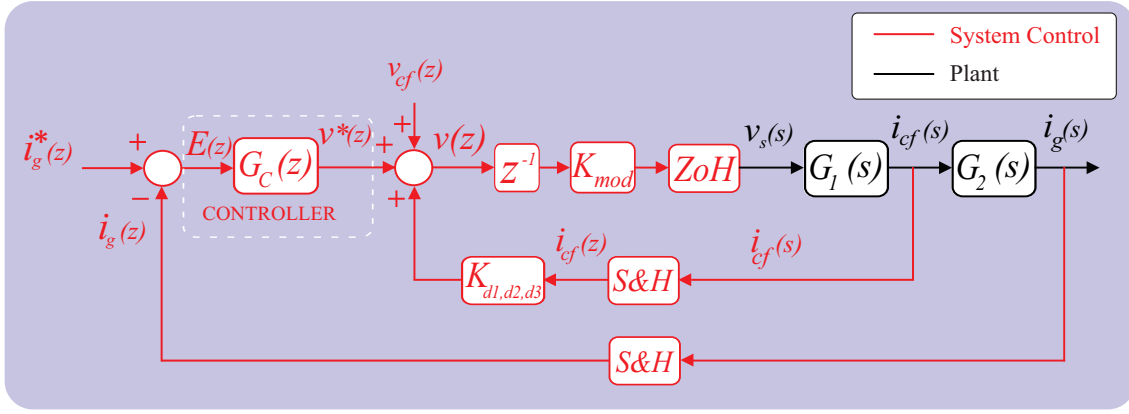 System Control
Plant
v_cf(z)
i*_g(z)
+
−
E(z)
G_C(z)
v*(z)
CONTROLLER
+
+
+
v(z)
z^-1
K_mod
ZoH
v_s(s)
G_1(s)
i_cf(s)
G_2(s)
i_g(s)
i_g(z)
K_d1,d2,d3
i_cf(z)
S&H
i_cf(s)
S&H